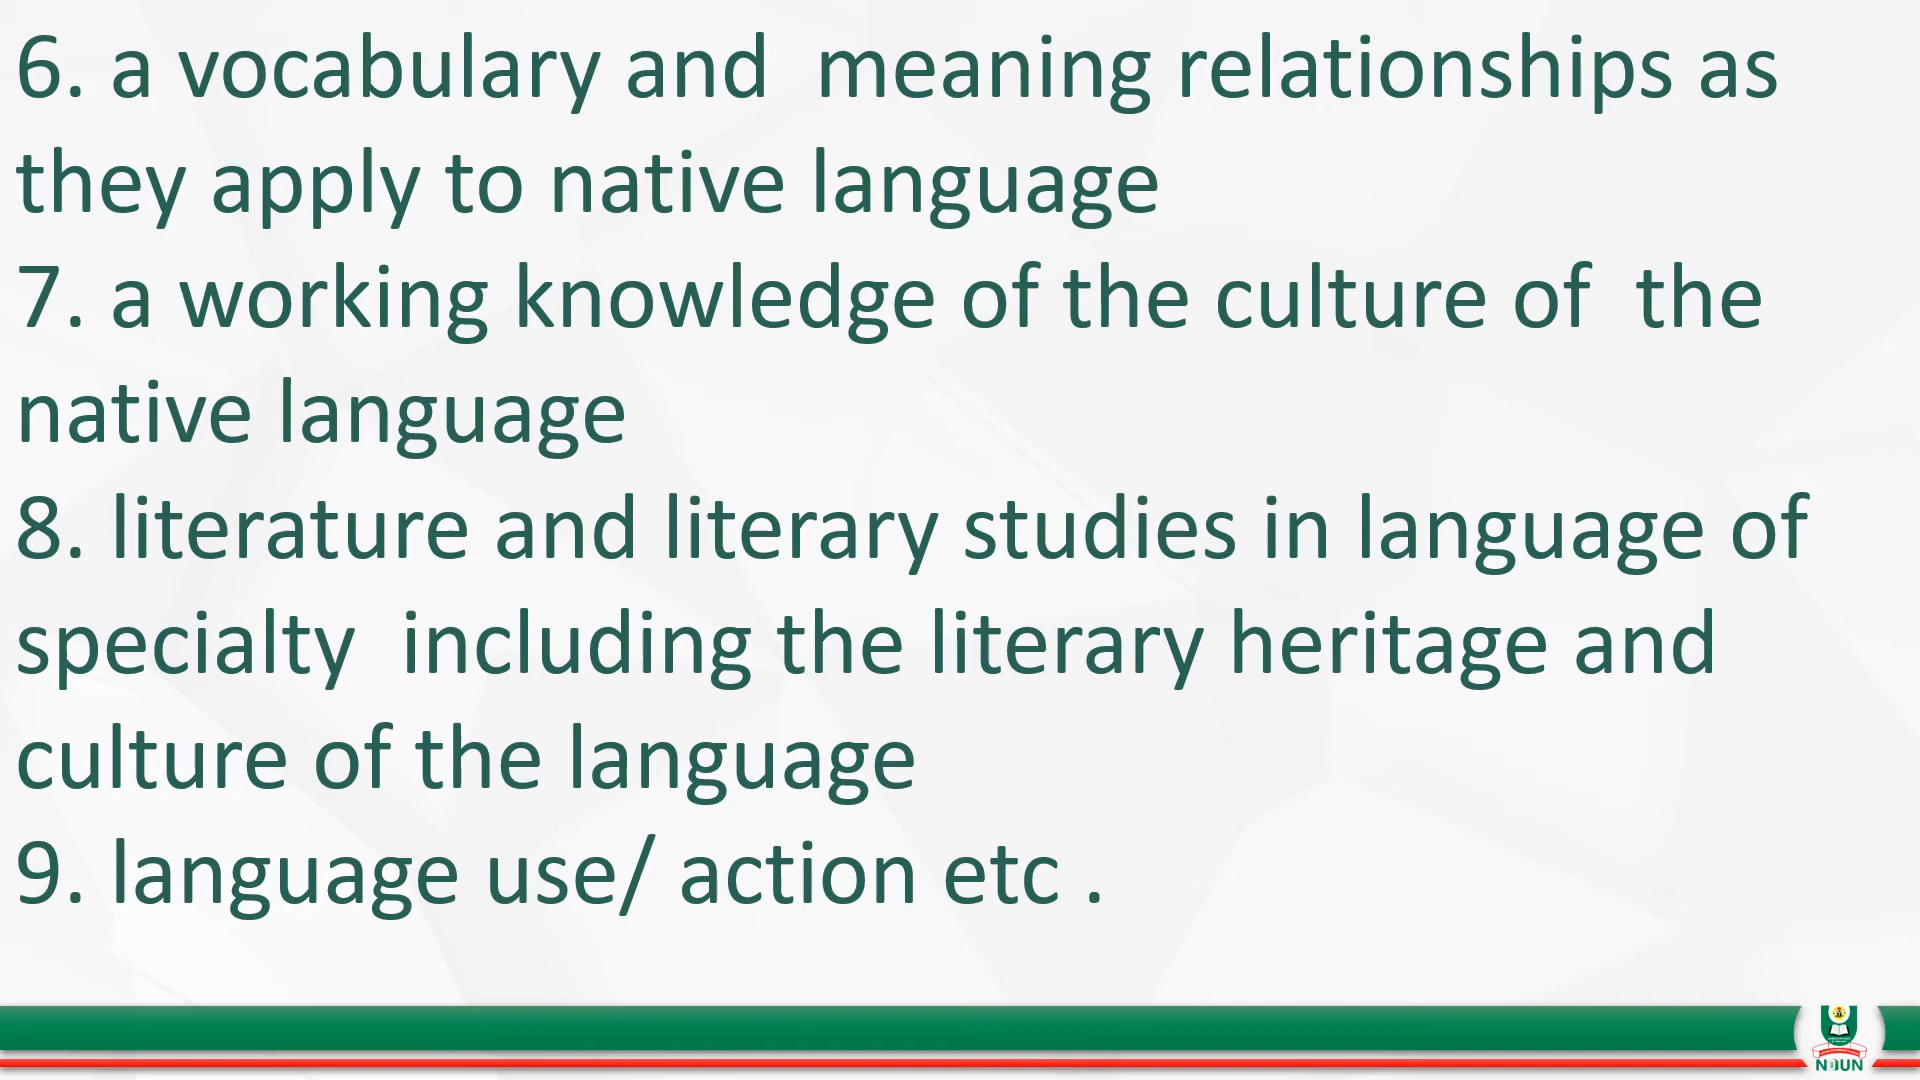 6. a vocabulary and  meaning relationships as
they apply to native language
7. a working knowledge of the culture of  the
native language
8. literature and literary studies in language of
specialty  including the literary heritage and
culture of the language
9. language use/ action etc .
NOUN